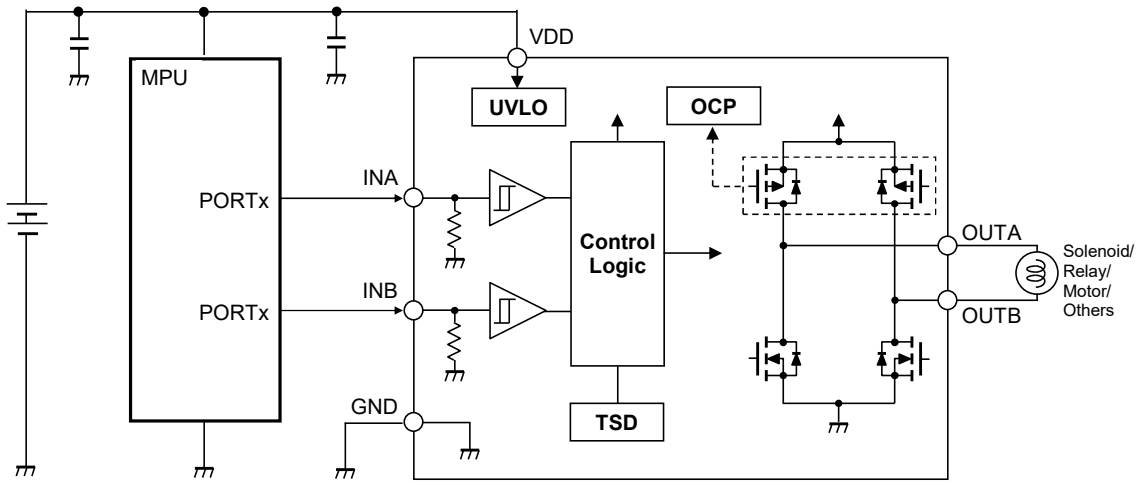 VDD
MPU
UVLO
OCP
INA
PORTx
Control
Logic
OUTA
Solenoid/
Relay/
Motor/
Others
INB
PORTx
OUTB
GND
TSD